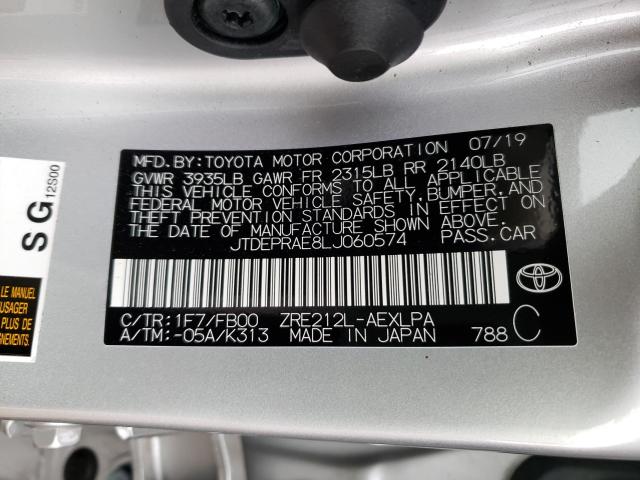 MFD.BY:TOYOTA MOTOR CORPORATION 07/19
GVWR 3935LB GAWR FR 2315LB RR 2140LB
THIS VEHICLE CONFORMS TO ALL APPLICABLE
FEDERAL MOTOR VEHICLE SAFETY,BUMPER,AND
THEFT PREVENTION STANDARDS IN EFFECT ON
THE DATE OF MANUFACTURE SHOWN ABOVE.
JTDEPRAE8LJ060574 PASS.CAR
C/TR:1F7/FB00 ZRE212L-AEXLPA
A/TM:-05A/K313 MADE IN JAPAN 788 C
SG
12S00
LE MANUEL
USAGER
PLUS DE
GNEMENTS.